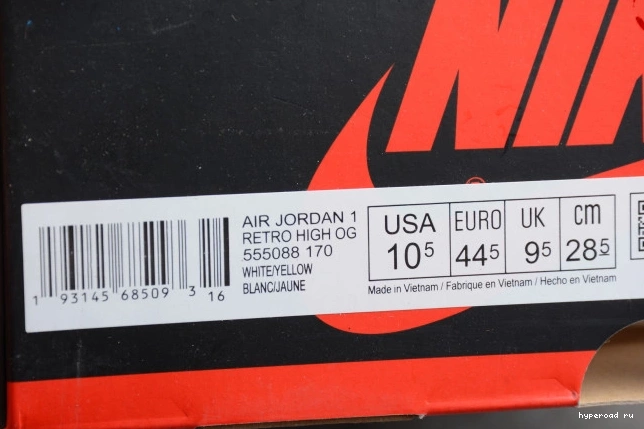 NIK
AIR JORDAN 1
RETRO HIGH OG
555088 170
WHITE/YELLOW
BLANC/JAUNE
1 93145 68509 3 16
USA EURO UK cm
10⁵ 44⁵ 9⁵ 28⁵
Made in Vietnam / Fabrique en Vietnam / Hecho en Vietnam
hyperoad ru